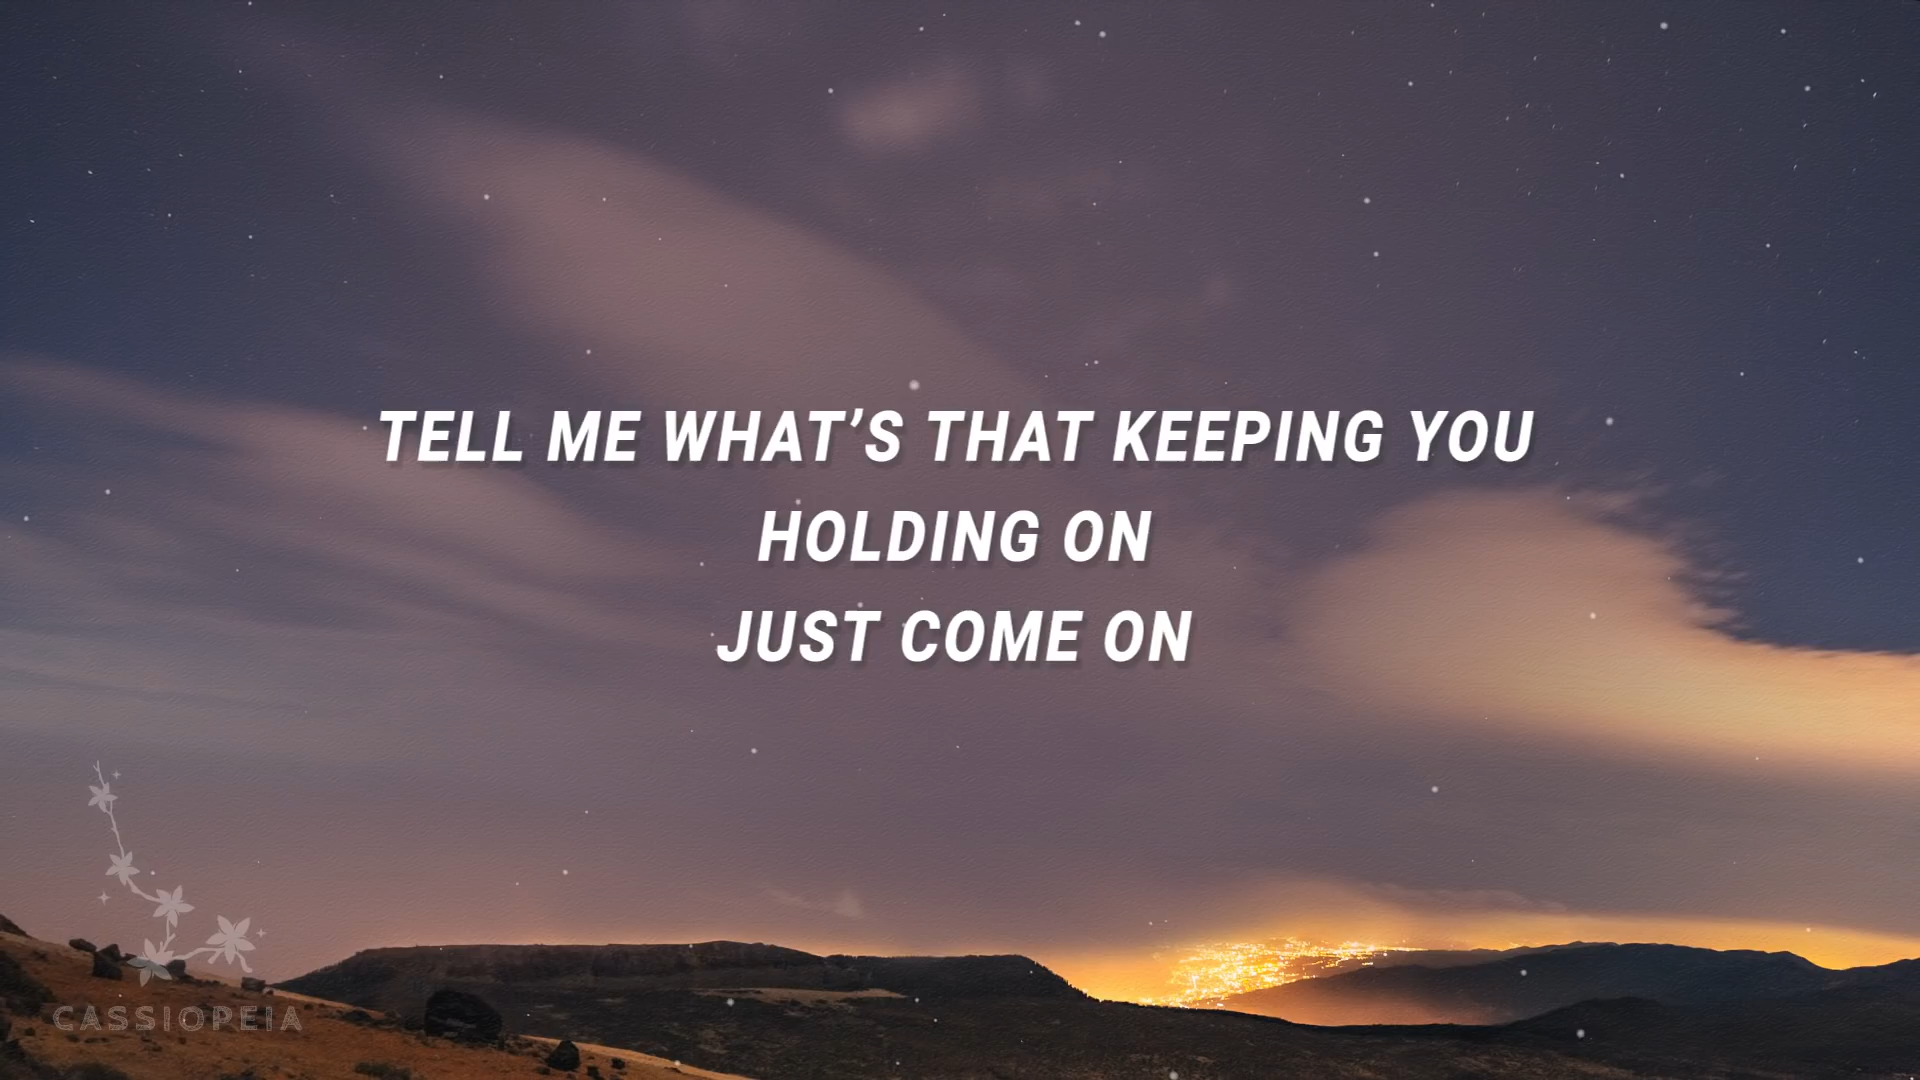 TELL ME WHAT’S THAT KEEPING YOU
HOLDING ON
JUST COME ON
CASSIOPEIA